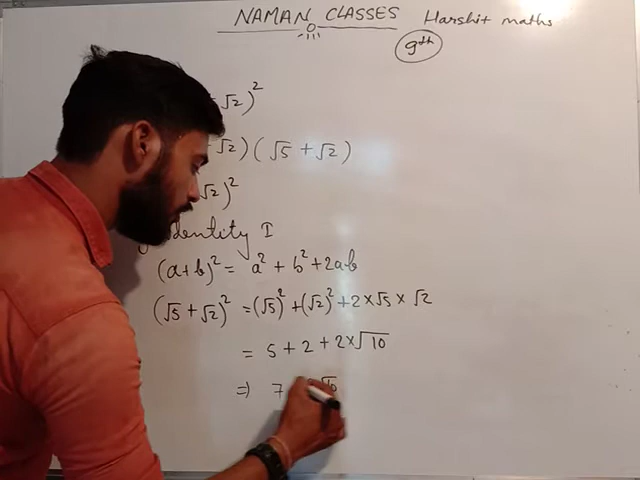 NAMAN CLASSES Harshit maths
9th
√2)²
√2)(√5 + √2)
√2)²
Identity I
(a+b)² = a² + b² + 2ab
(√5 + √2)² = (√5)² + (√2)² + 2×√5 × √2
= 5 + 2 + 2×√10
⇒ 7 √10